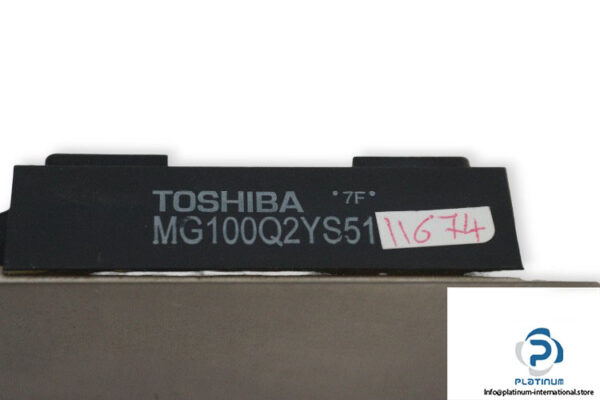 TOSHIBA •7F•
MG100Q2YS51 11674
PLATINUM
Info@platinum-international.store